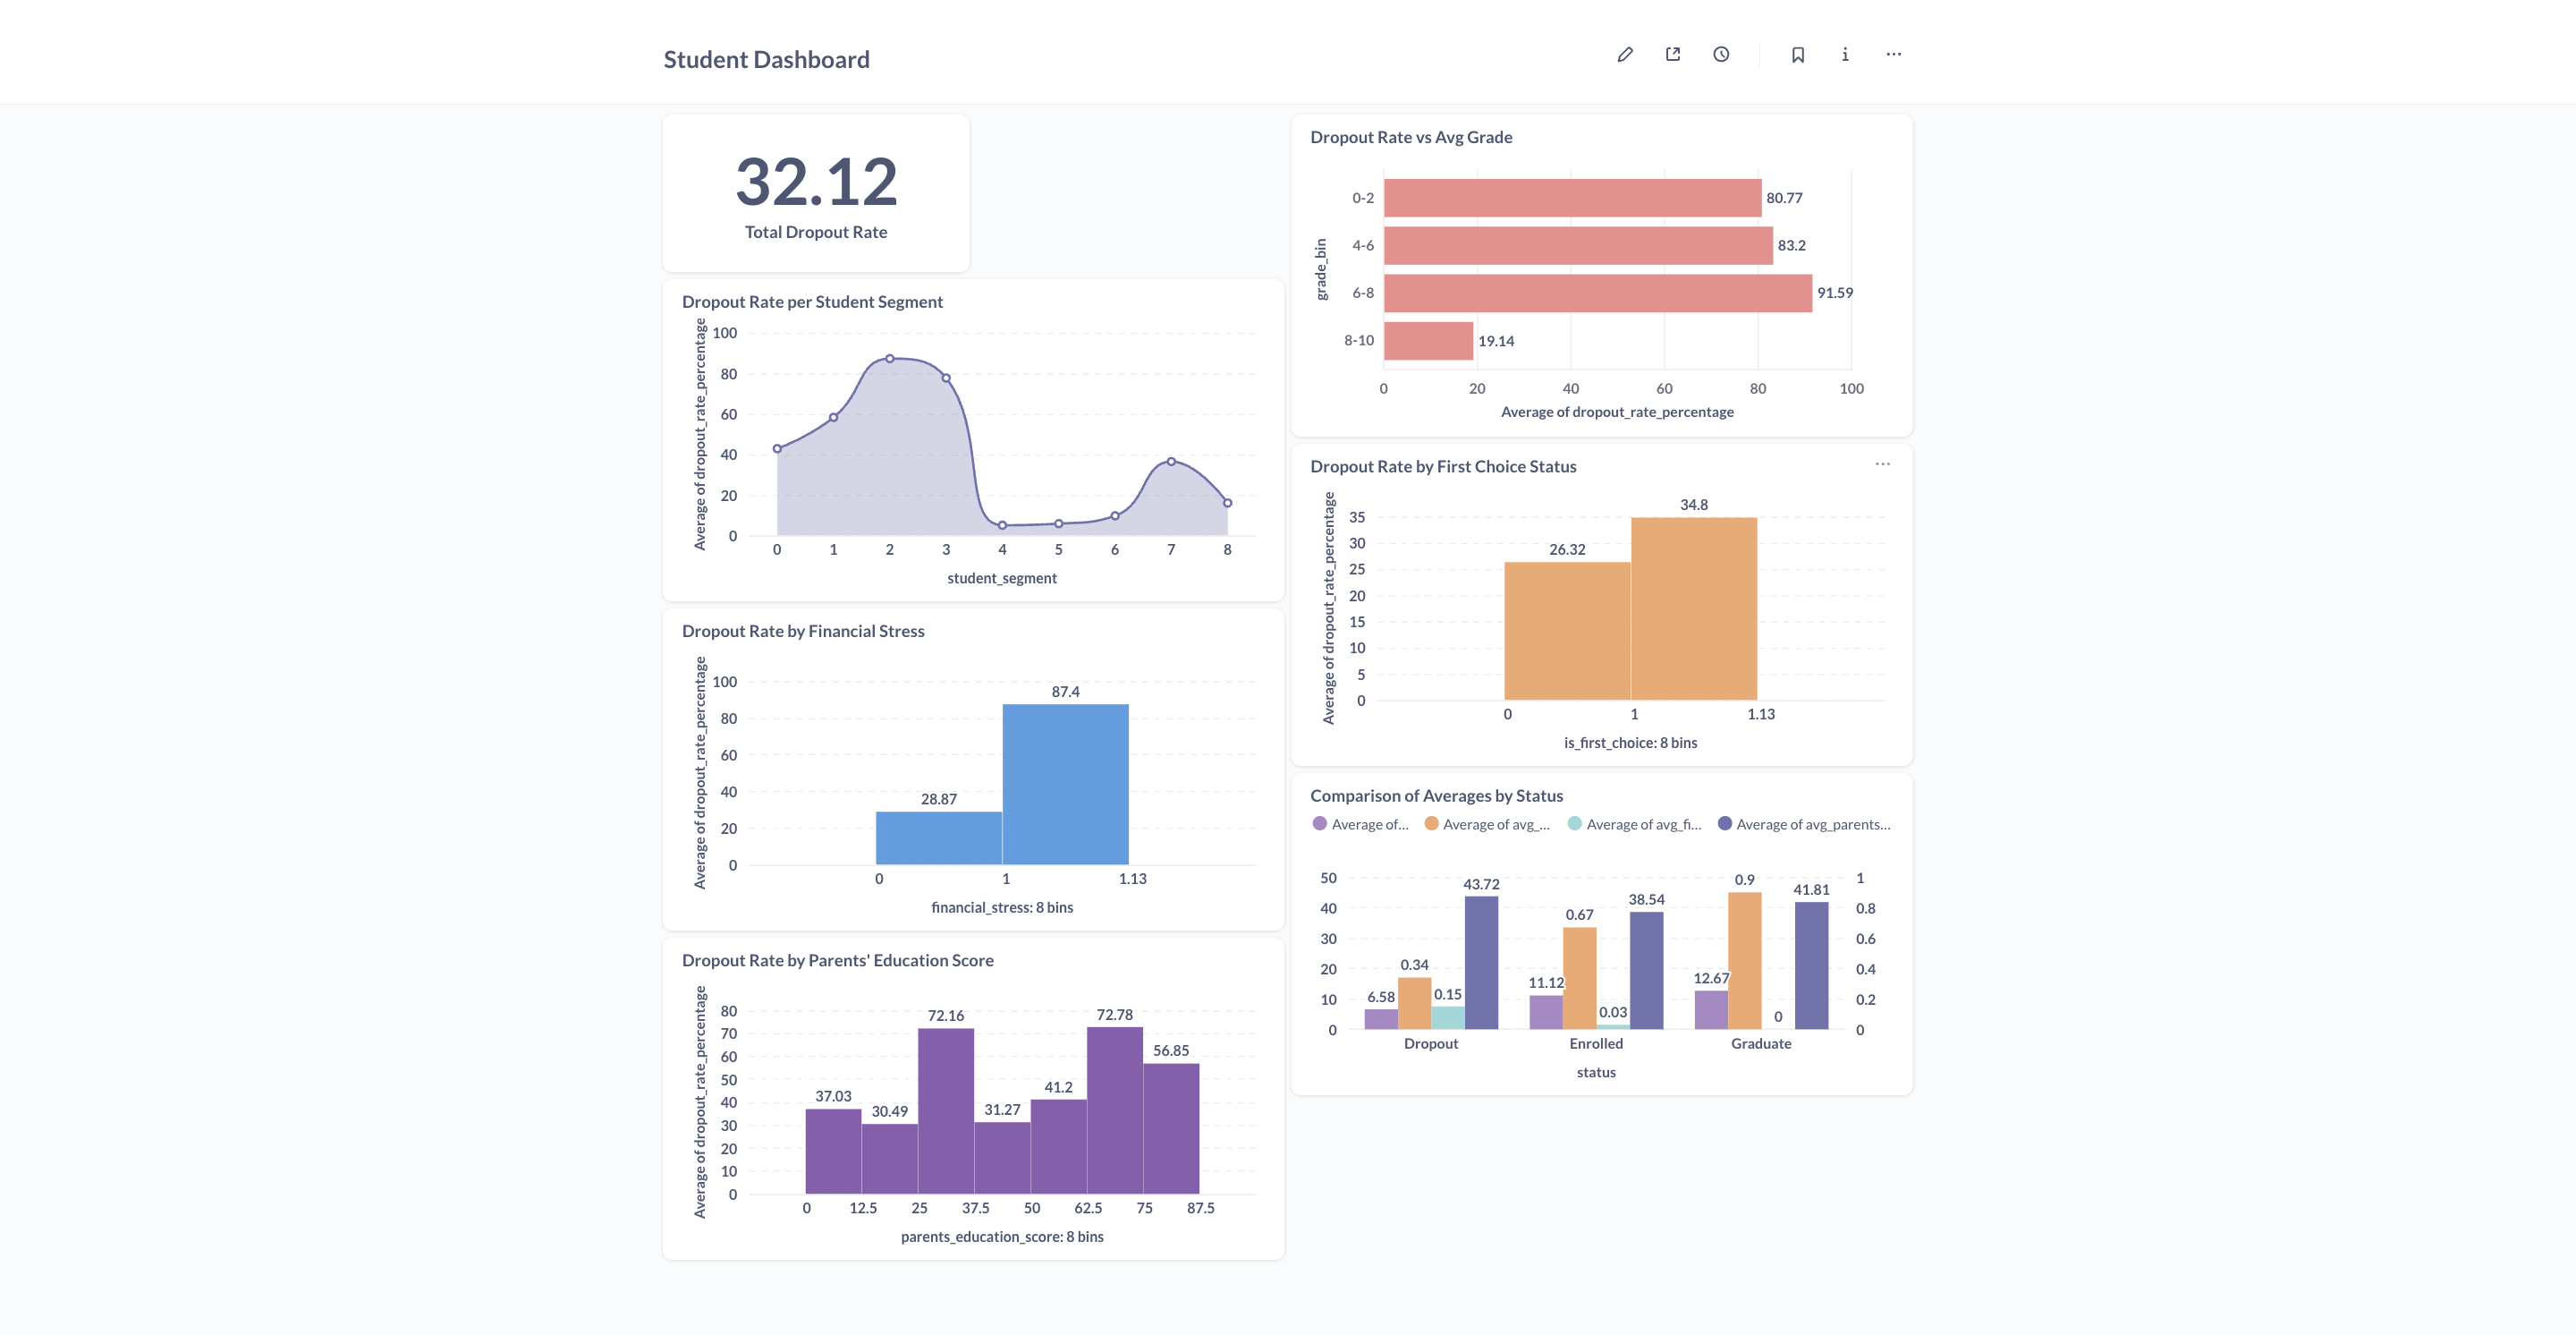 Student Dashboard
32.12
Total Dropout Rate
Dropout Rate per Student Segment
Average of dropout_rate_percentage
100
80
60
40
20
0
0 1 2 3 4 5 6 7 8
student_segment
Dropout Rate by Financial Stress
Average of dropout_rate_percentage
100
80
60
40
20
0
28.87
87.4
0 1 1.13
financial_stress: 8 bins
Dropout Rate by Parents' Education Score
Average of dropout_rate_percentage
80
70
60
50
40
30
20
10
0
37.03 30.49 72.16 31.27 41.2 72.78 56.85
0 12.5 25 37.5 50 62.5 75 87.5
parents_education_score: 8 bins
Dropout Rate vs Avg Grade
grade_bin
0-2 80.77
4-6 83.2
6-8 91.59
8-10 19.14
0 20 40 60 80 100
Average of dropout_rate_percentage
Dropout Rate by First Choice Status
Average of dropout_rate_percentage
35
30
25
20
15
10
5
0
26.32
34.8
0 1 1.13
is_first_choice: 8 bins
Comparison of Averages by Status
Average of... Average of avg_... Average of avg_fi... Average of avg_parents...
50
40
30
20
10
0
6.58 0.34 0.15 43.72
11.12 0.67 0.03 38.54
12.67 0.9 0 41.81
1
0.8
0.6
0.4
0.2
0
Dropout Enrolled Graduate
status